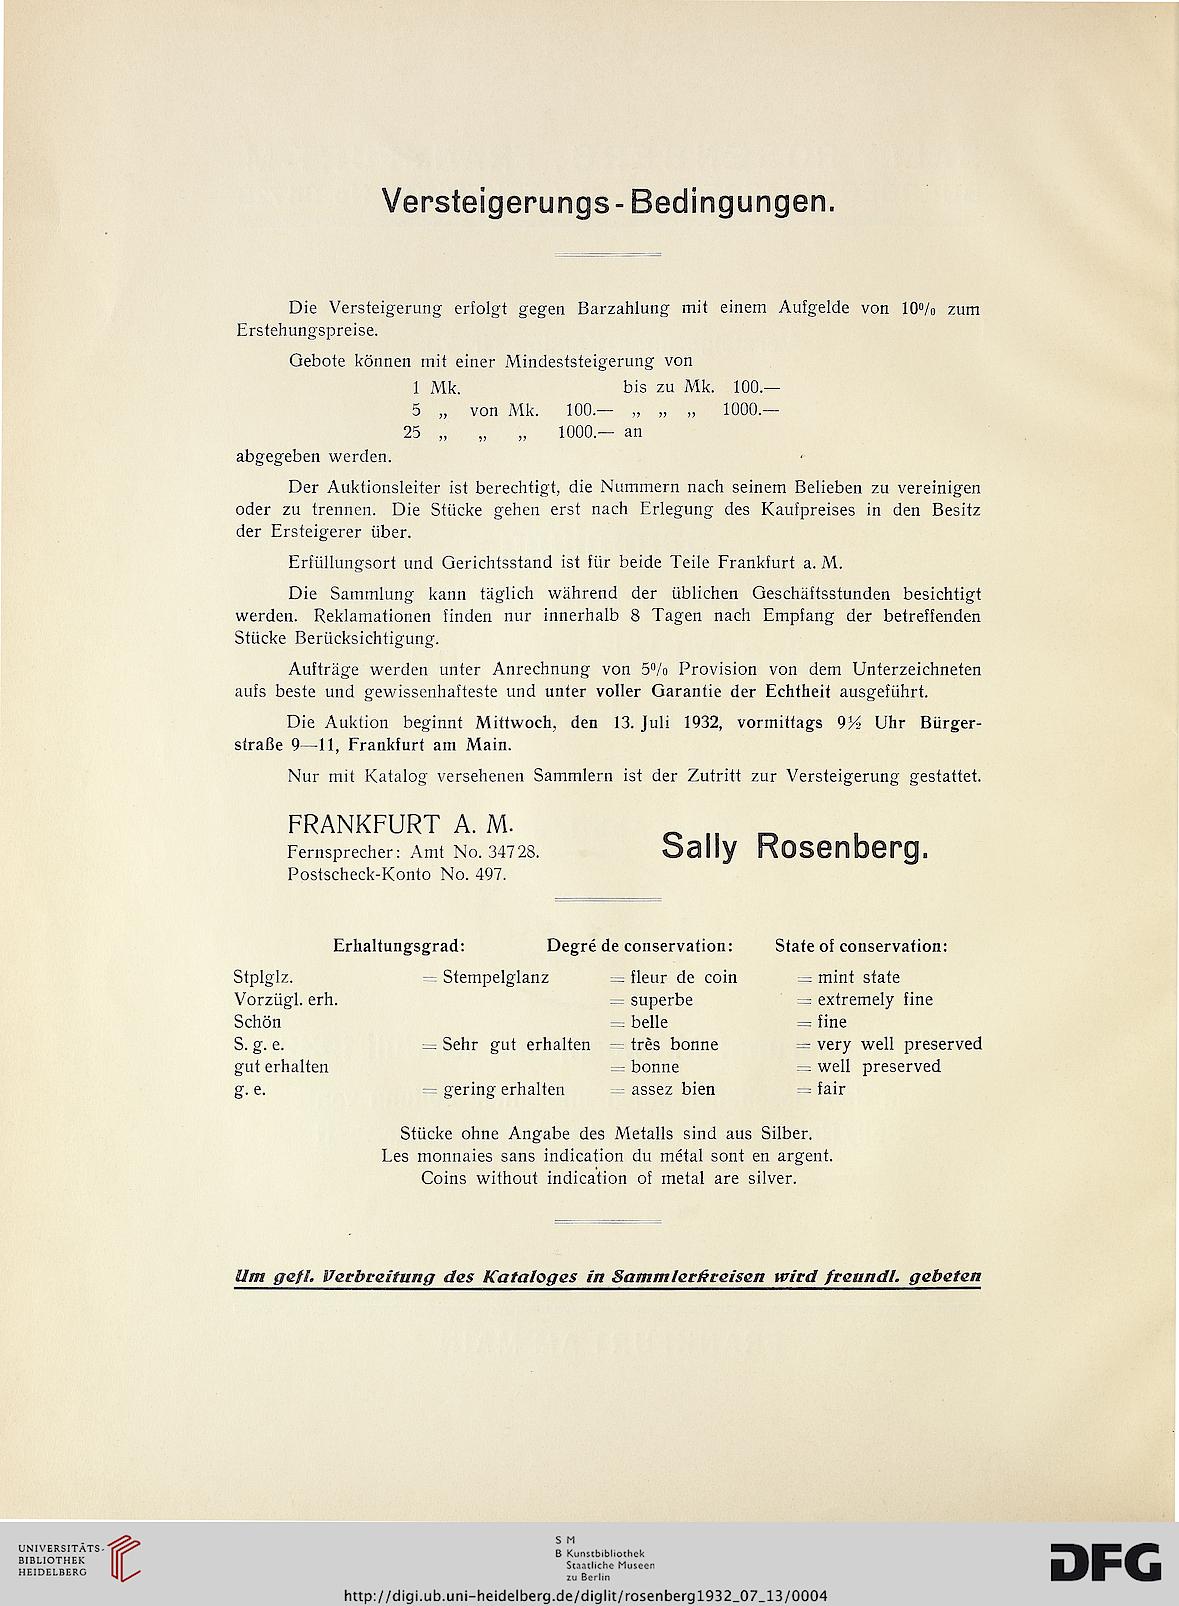 Versteigerungs-Bedingungen.
Die Versteigerung erfolgt gegen Barzahlung mit einem Aufgelde von 10% zum
Erstehungspreise.
Gebote können mit einer Mindeststeigerung von
1 Mk. bis zu Mk. 100.—
5 „ von Mk. 100.— „ „ „ 1000.—
25 „ „ „ 1000.— an
abgegeben werden.
Der Auktionsleiter ist berechtigt, die Nummern nach seinem Belieben zu vereinigen
oder zu trennen. Die Stücke gehen erst nach Erlegung des Kaufpreises in den Besitz
der Ersteigerer über.
Erfüllungsort und Gerichtsstand ist für beide Teile Frankfurt a. M.
Die Sammlung kann täglich während der üblichen Geschäftsstunden besichtigt
werden. Reklamationen finden nur innerhalb 8 Tagen nach Empfang der betreffenden
Stücke Berücksichtigung.
Aufträge werden unter Anrechnung von 5% Provision von dem Unterzeichneten
aufs beste und gewissenhafteste und unter voller Garantie der Echtheit ausgeführt.
Die Auktion beginnt Mittwoch, den 13. Juli 1932, vormittags 9½ Uhr Bürger-
straße 9—11, Frankfurt am Main.
Nur mit Katalog versehenen Sammlern ist der Zutritt zur Versteigerung gestattet.
FRANKFURT A. M.
Fernsprecher: Amt No. 34728.
Postscheck-Konto No. 497.
Sally Rosenberg.
Erhaltungsgrad: Degré de conservation: State of conservation:
Stplglz. = Stempelglanz = fleur de coin = mint state
Vorzügl. erh. = superbe = extremely fine
Schön = belle = fine
S. g. e. = Sehr gut erhalten = très bonne = very well preserved
gut erhalten = bonne = well preserved
g. e. = gering erhalten = assez bien = fair
Stücke ohne Angabe des Metalls sind aus Silber.
Les monnaies sans indication du métal sont en argent.
Coins without indication of metal are silver.
Um gefl. Verbreitung des Kataloges in Sammlerkreisen wird freundl. gebeten
UNIVERSITÄTS-
BIBLIOTHEK
HEIDELBERG
S M
B Kunstbibliothek
Staatliche Museen
zu Berlin
DFG
http://digi.ub.uni-heidelberg.de/diglit/rosenberg1932_07_13/0004